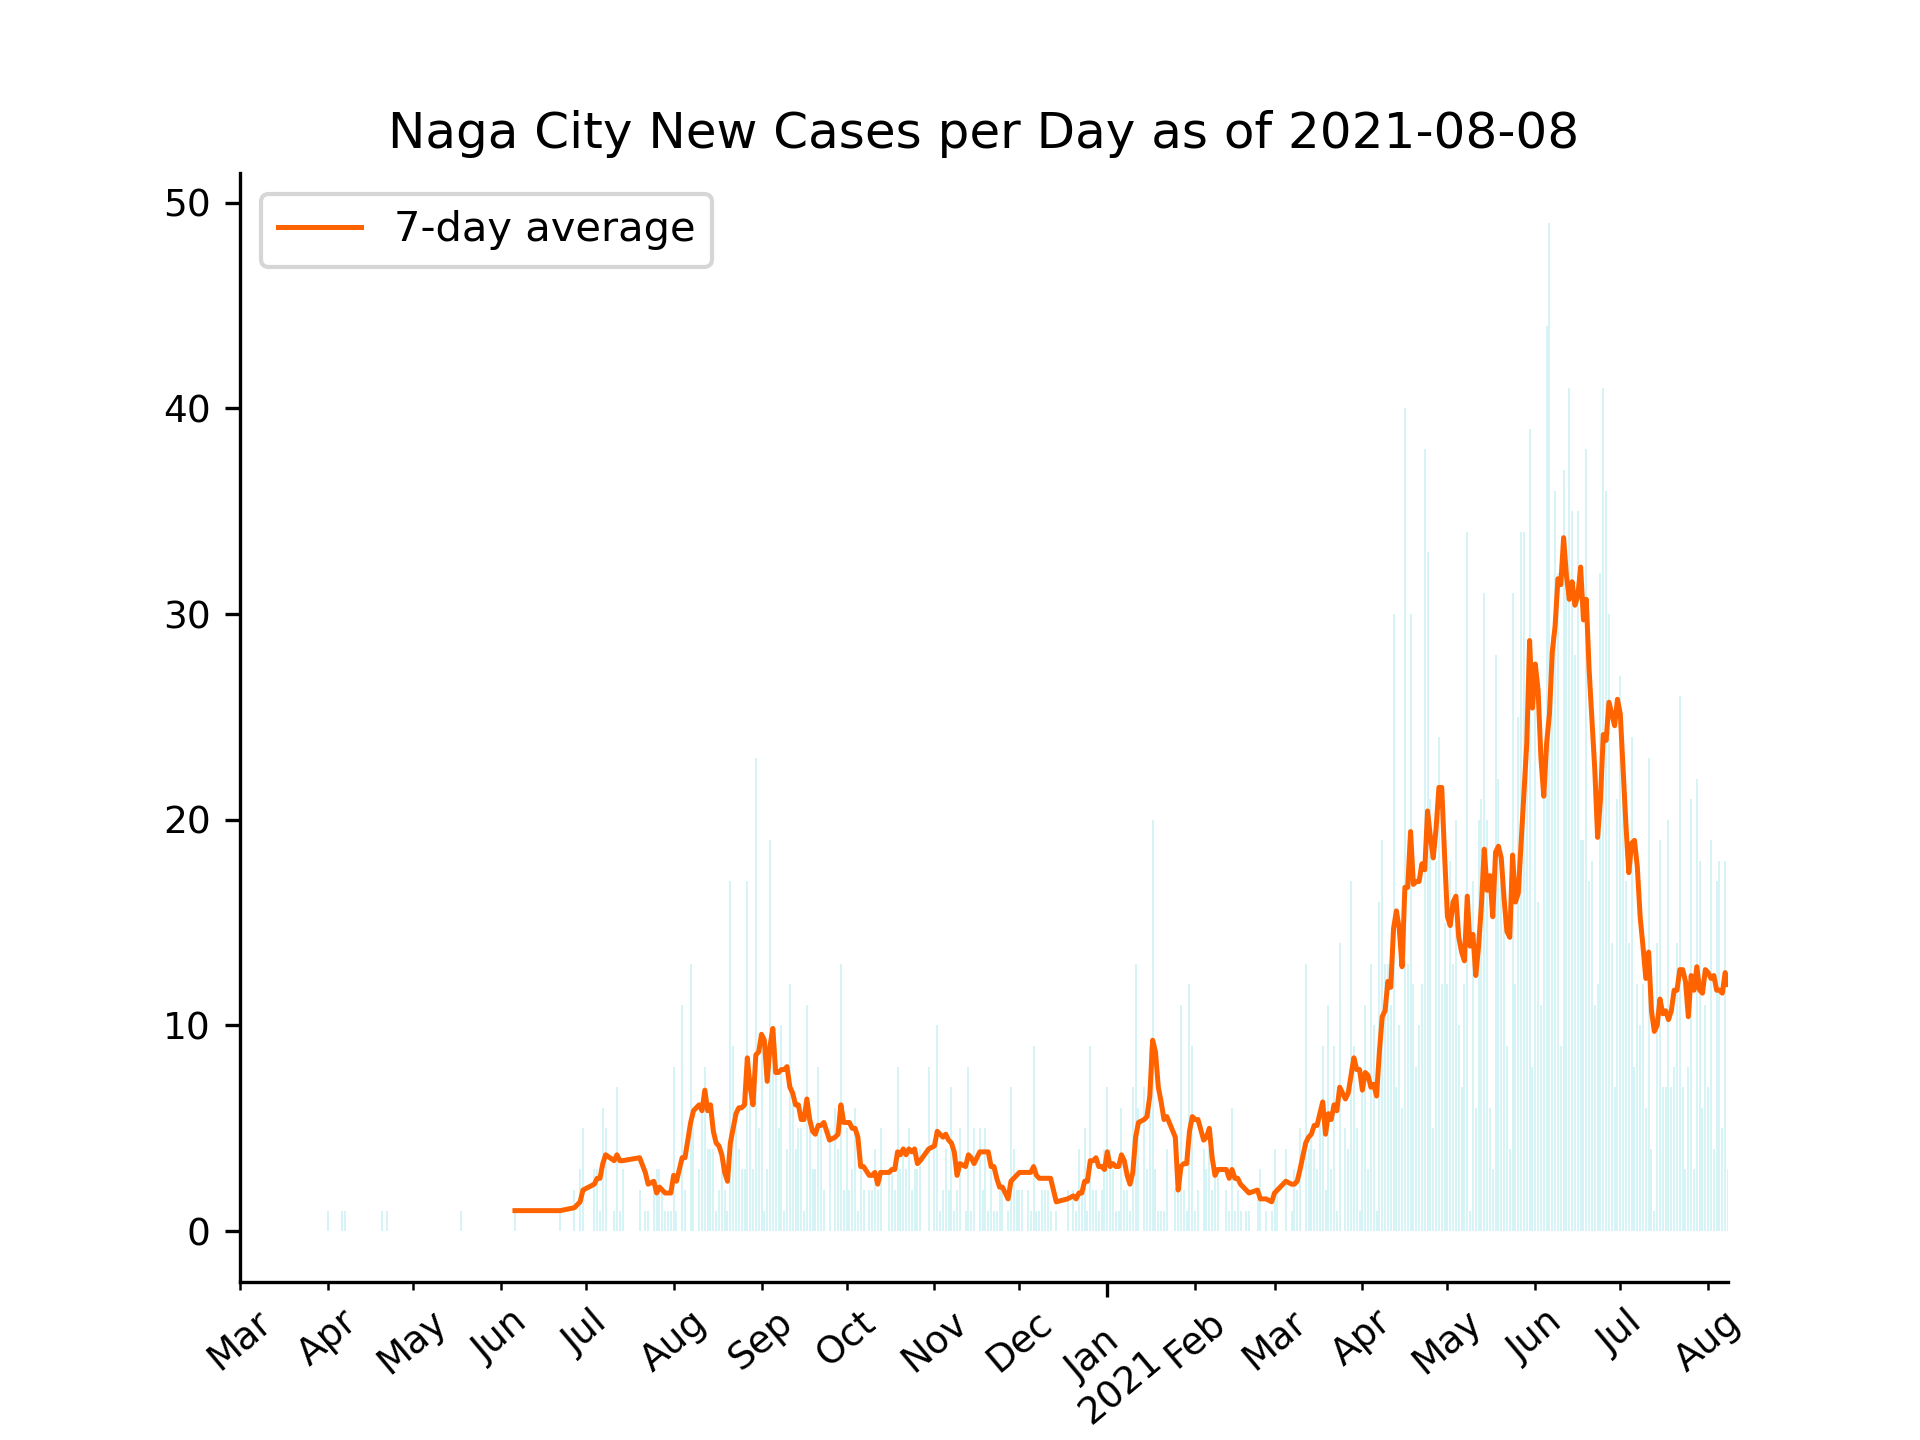 Naga City New Cases per Day as of 2021-08-08
7-day average
50
40
30
20
10
0
Mar Apr May Jun Jul Aug Sep Oct Nov Dec Jan Feb Mar Apr May Jun Jul Aug
2021